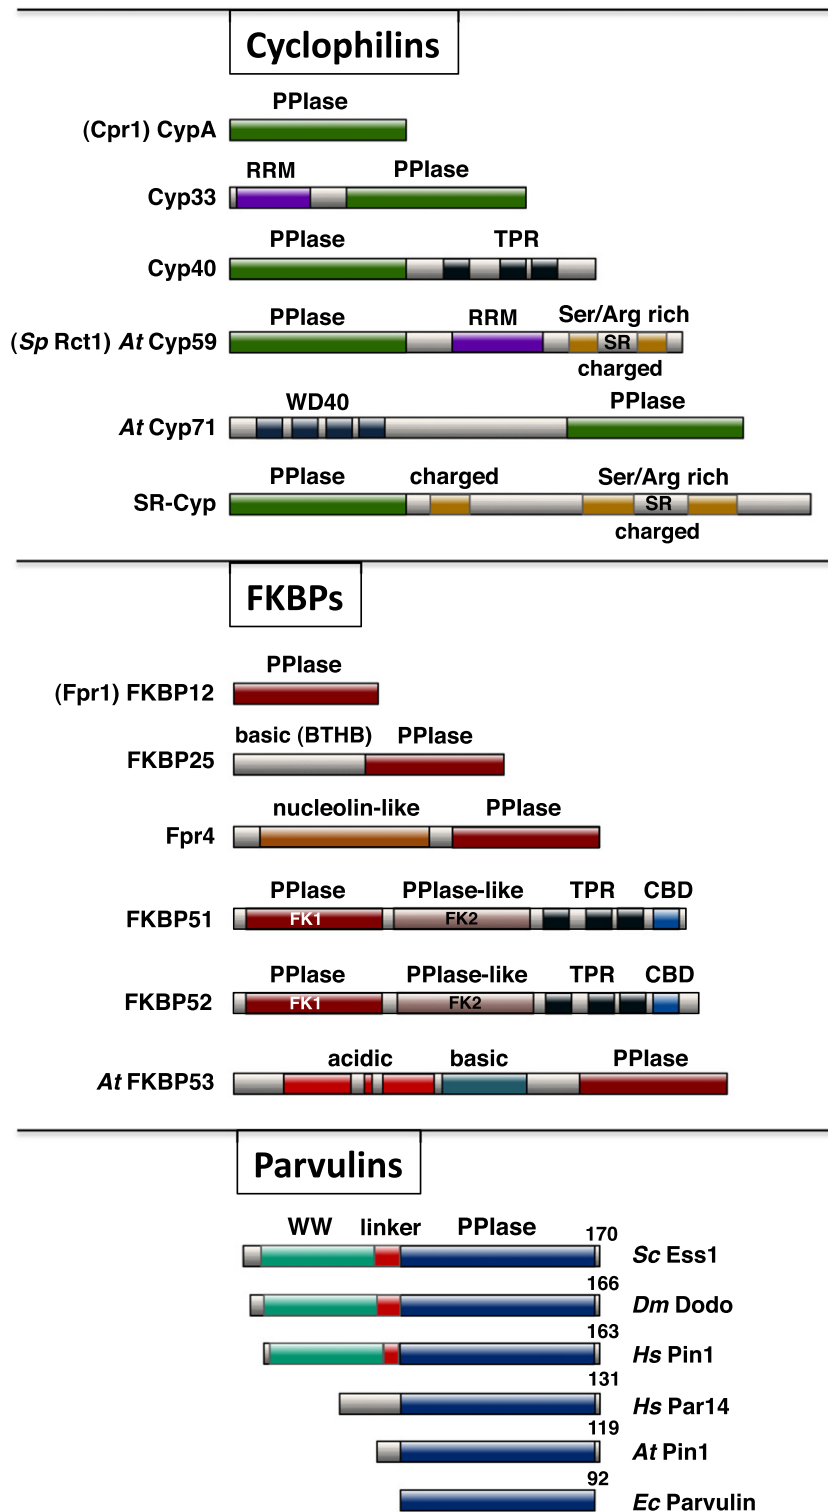 Cyclophilins
PPIase
(Cpr1) CypA
RRM PPIase
Cyp33
PPIase TPR
Cyp40
PPIase RRM Ser/Arg rich
(Sp Rct1) At Cyp59 SR
charged
WD40 PPIase
At Cyp71
PPIase charged Ser/Arg rich
SR-Cyp SR
charged
FKBPs
PPIase
(Fpr1) FKBP12
basic (BTHB) PPIase
FKBP25
nucleolin-like PPIase
Fpr4
PPIase PPIase-like TPR CBD
FKBP51 FK1 FK2
PPIase PPIase-like TPR CBD
FKBP52 FK1 FK2
acidic basic PPIase
At FKBP53
Parvulins
WW linker PPIase 170
Sc Ess1
166
Dm Dodo
163
Hs Pin1
131
Hs Par14
119
At Pin1
92
Ec Parvulin